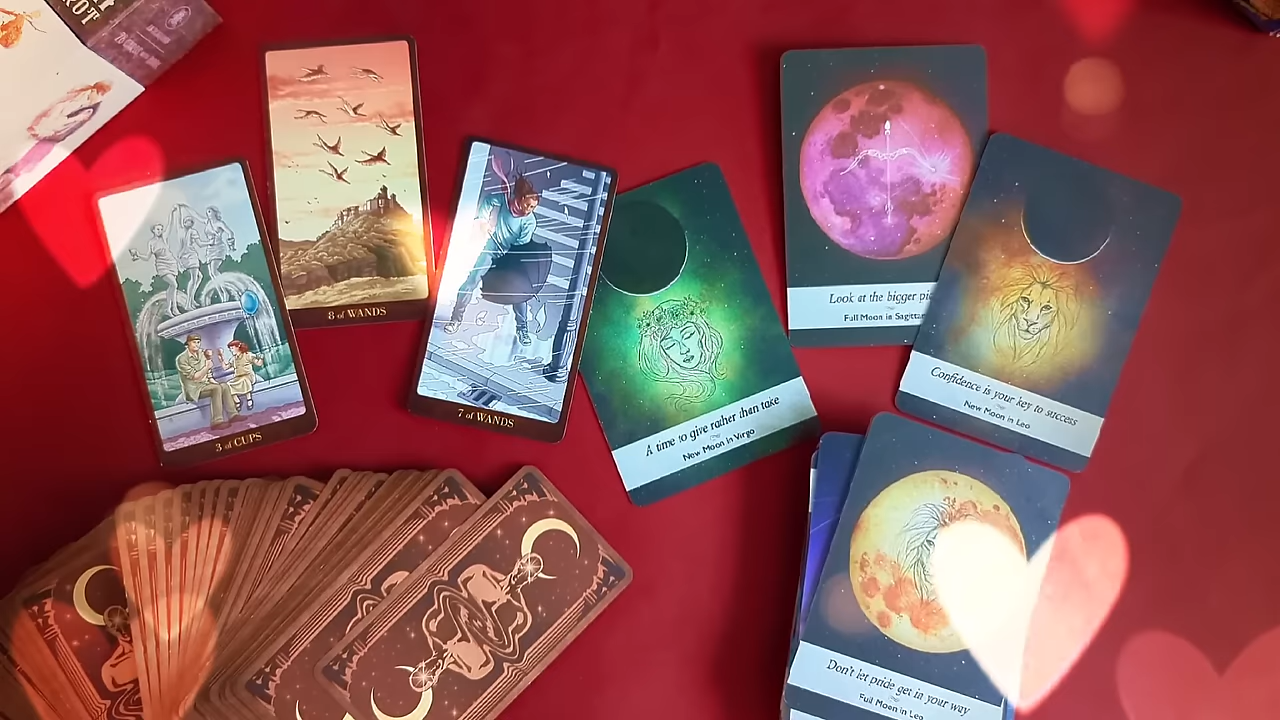 3 of CUPS
8 of WANDS
7 of WANDS
A time to give rather than take
New Moon in Virgo
Look at the bigger
Full Moon in
Confidence is your key to success
New Moon in Leo
Don't let pride get in your way
Full Moon in Leo